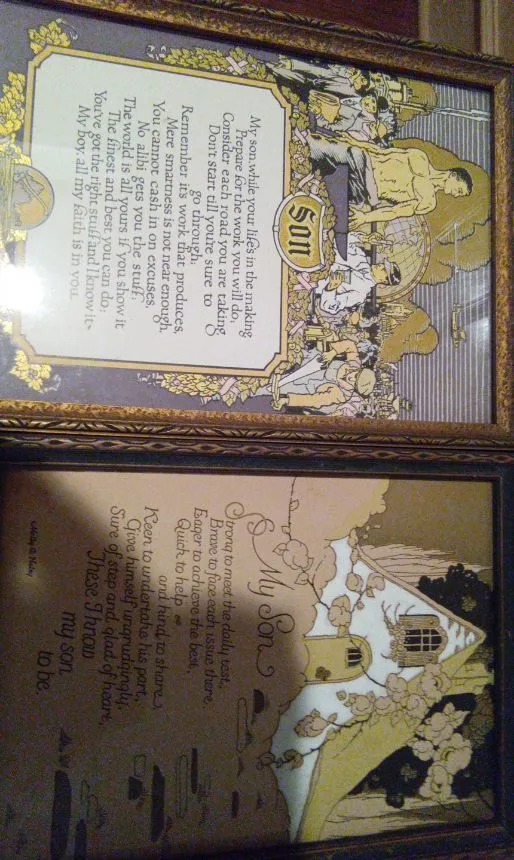 Son
My son, while your life's in the making
Prepare for the work you will do;
Consider each road you are taking
Don't start till you're sure to
go through;
Remember, it's work that produces,
Mere smartness is not near enough,
You cannot cash in on excuses,
No alibi gets you the stuff;
The world is all yours if you show it
The finest and best you can do;
You've got the right stuff and I know it
My boy, all my faith is in you.
My Son
Strong to meet the daily test,
Brave to face each issue there,
Eager to achieve the best,
Quick to help
and kind to share,
Keen to undertake his part,
Give himself ungrudgingly,
Sure of step and glad of heart,
These I know
my son
to be.